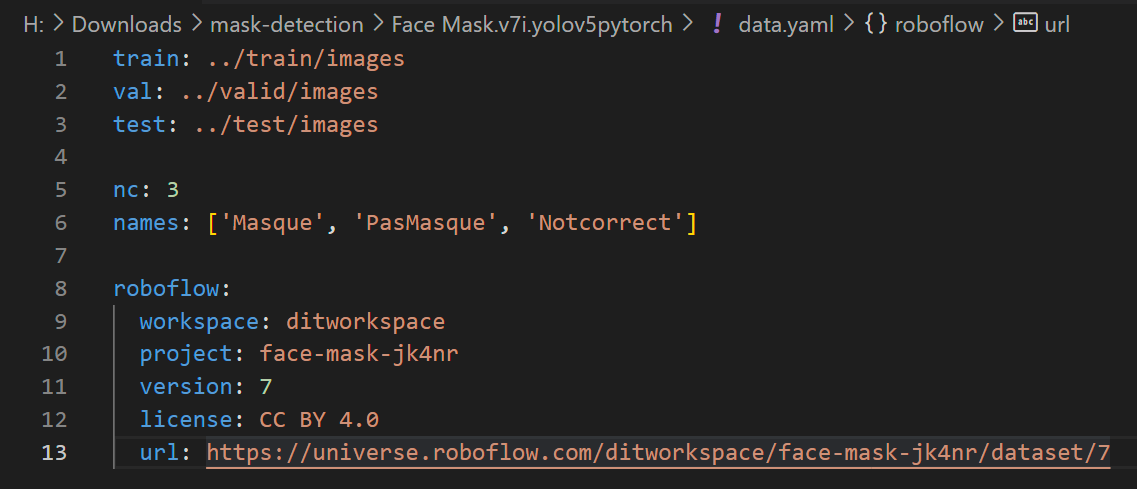 H: > Downloads > mask-detection > Face Mask.v7i.yolov5pytorch > ! data.yaml > {} roboflow > abc url
1 train: ../train/images
2 val: ../valid/images
3 test: ../test/images
4
5 nc: 3
6 names: ['Masque', 'PasMasque', 'Notcorrect']
7
8 roboflow:
9 workspace: ditworkspace
10 project: face-mask-jk4nr
11 version: 7
12 license: CC BY 4.0
13 url: https://universe.roboflow.com/ditworkspace/face-mask-jk4nr/dataset/7